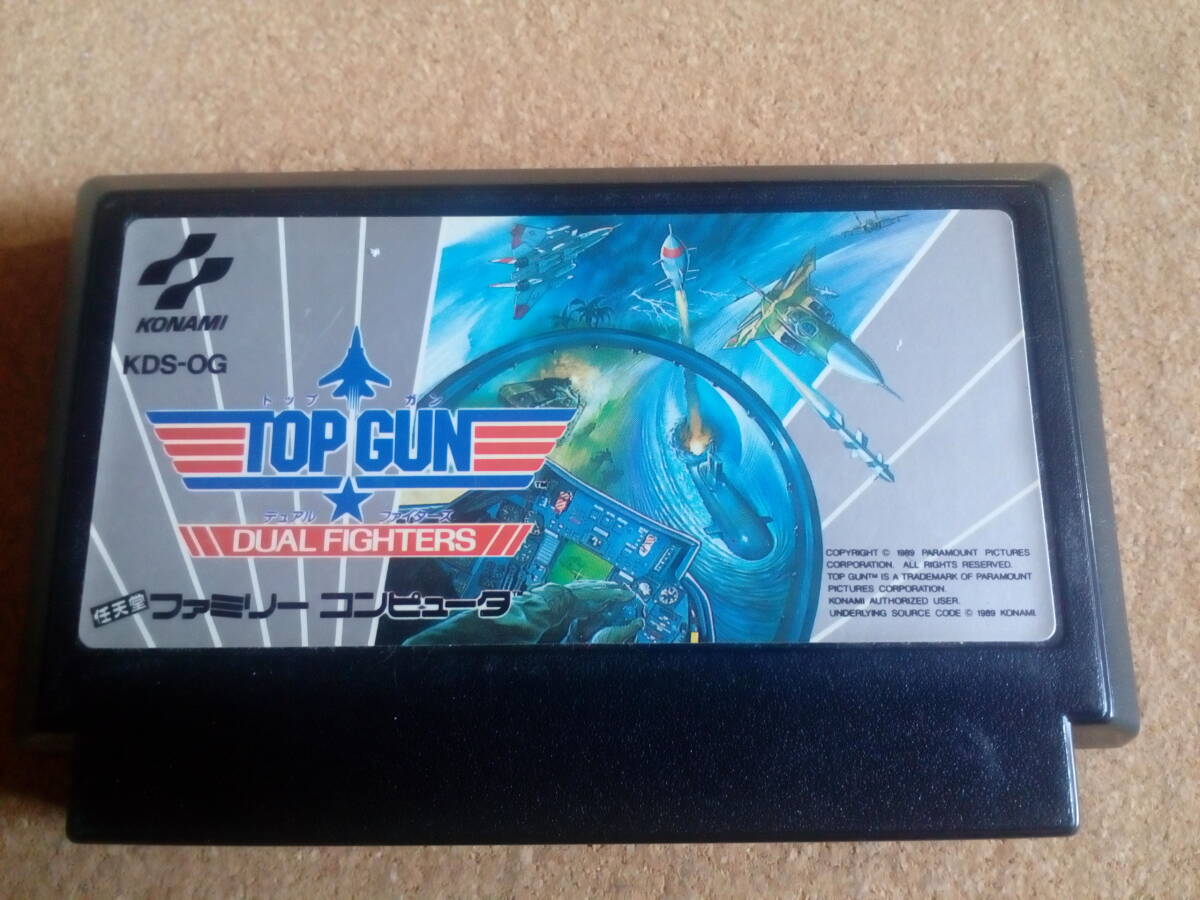 KONAMI
KDS-OG
トップ ガン
TOP GUN™
デュアル ファイターズ
DUAL FIGHTERS
任天堂 ファミリー コンピュータ™
COPYRIGHT © 1989 PARAMOUNT PICTURES
CORPORATION. ALL RIGHTS RESERVED.
TOP GUN™ IS A TRADEMARK OF PARAMOUNT
PICTURES CORPORATION.
KONAMI AUTHORIZED USER.
UNDERLYING SOURCE CODE © 1989 KONAMI.